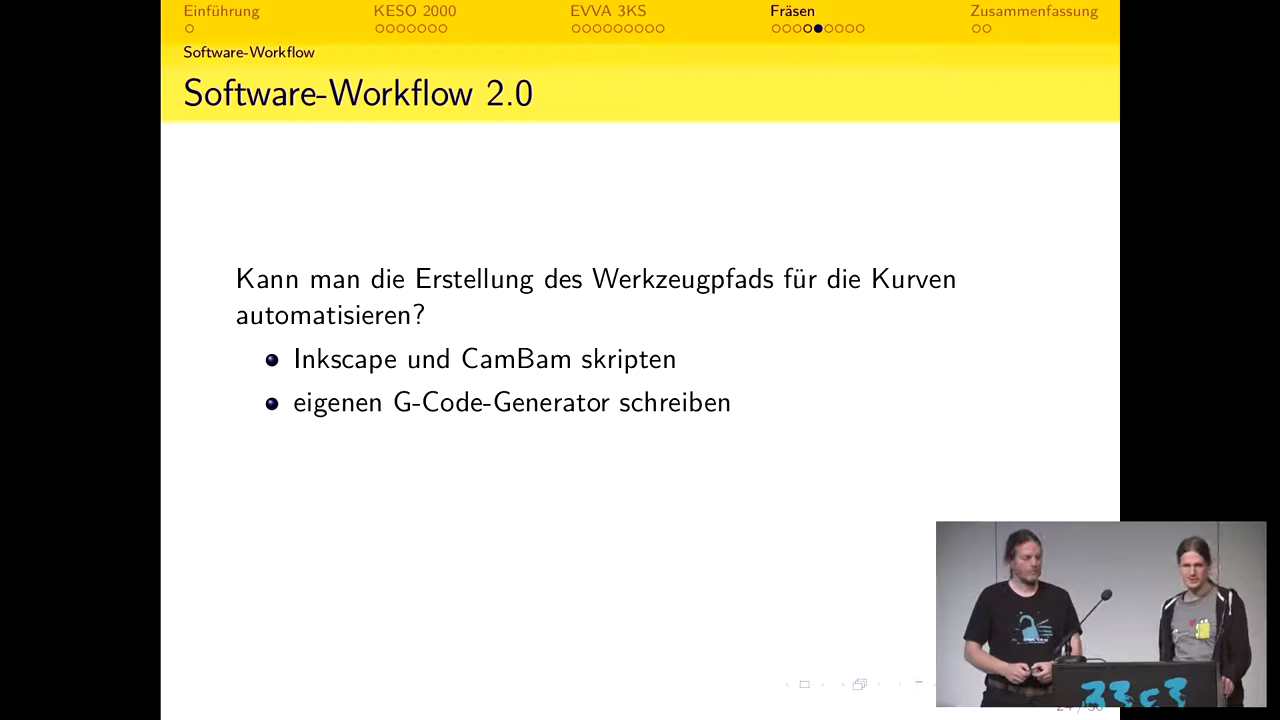 Einführung
KESO 2000
EVVA 3KS
Fräsen
Zusammenfassung
Software-Workflow
Software-Workflow 2.0
Kann man die Erstellung des Werkzeugpfads für die Kurven
automatisieren?
Inkscape und CamBam skripten
eigenen G-Code-Generator schreiben
33c3